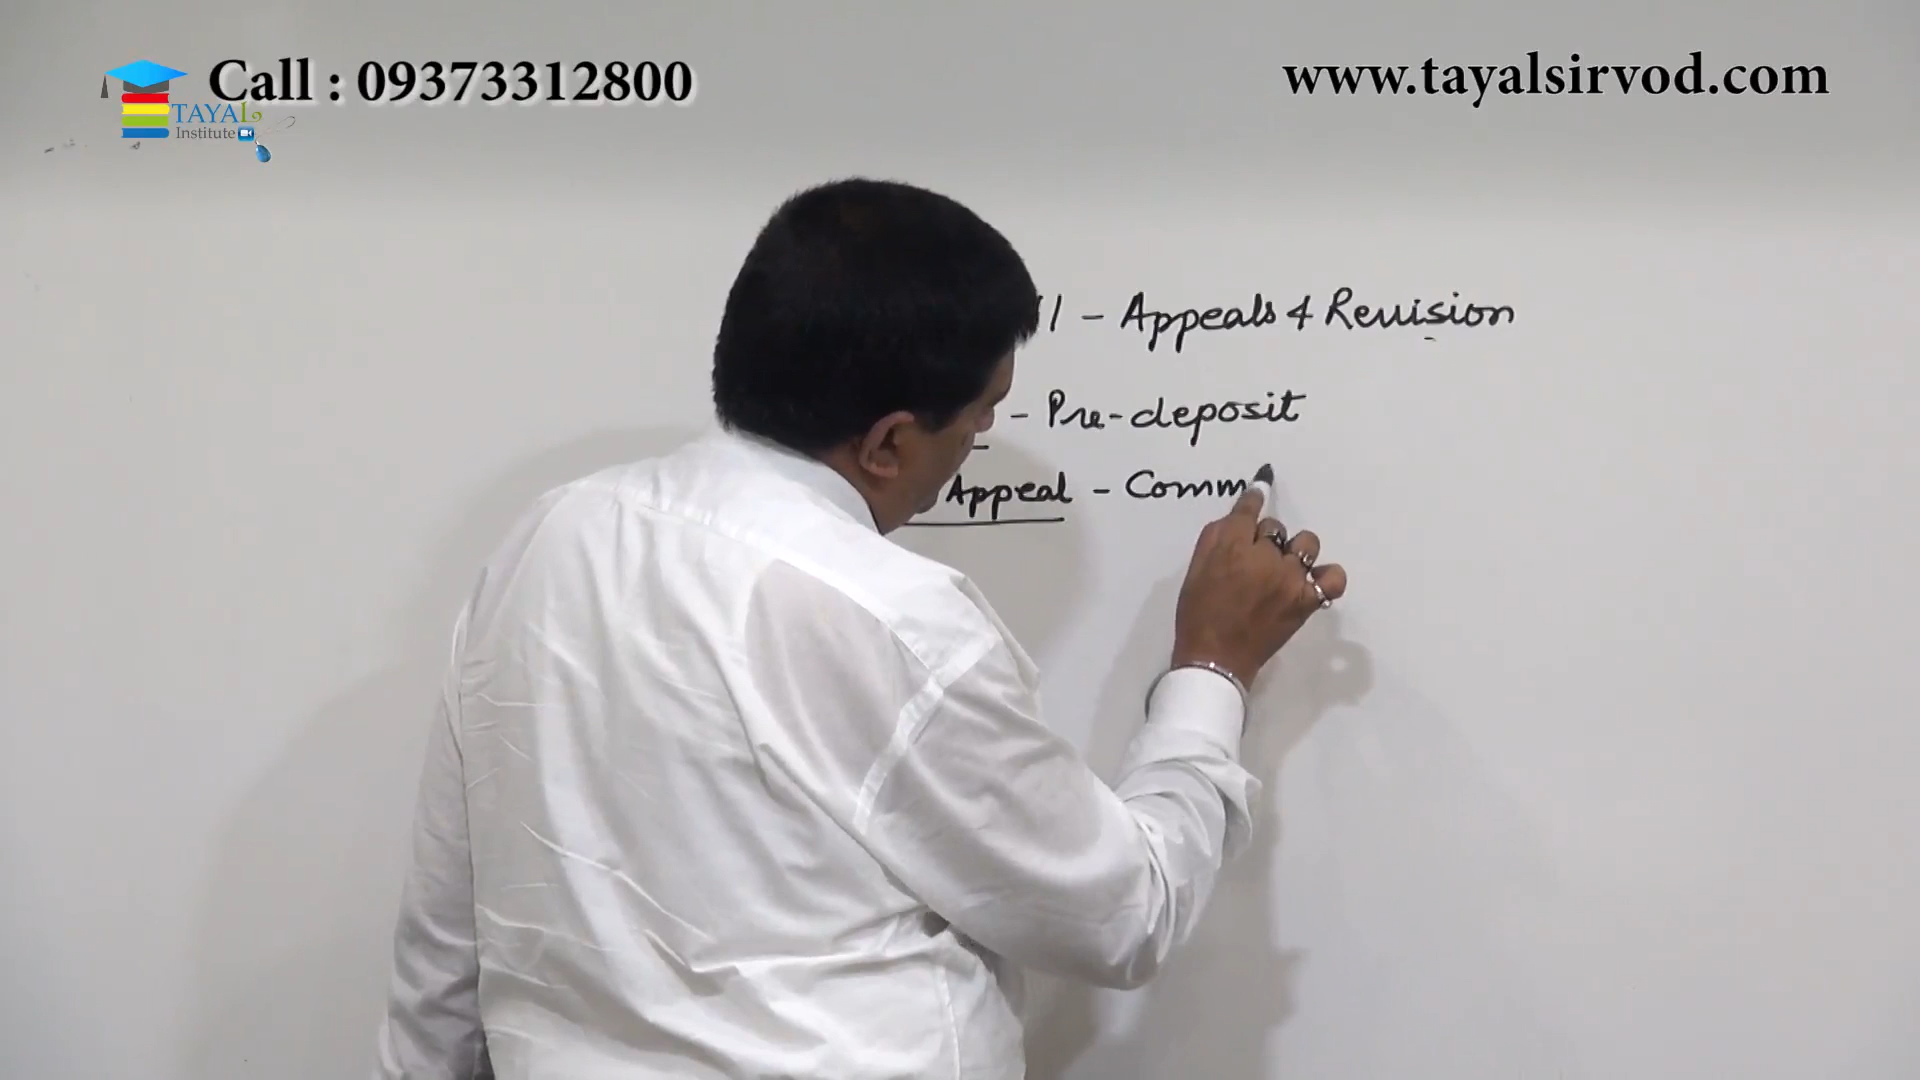 Call : 09373312800
www.tayalsirvod.com
TAYAL
Institute
- Appeals & Revision
- Pre-deposit
Appeal - Comm